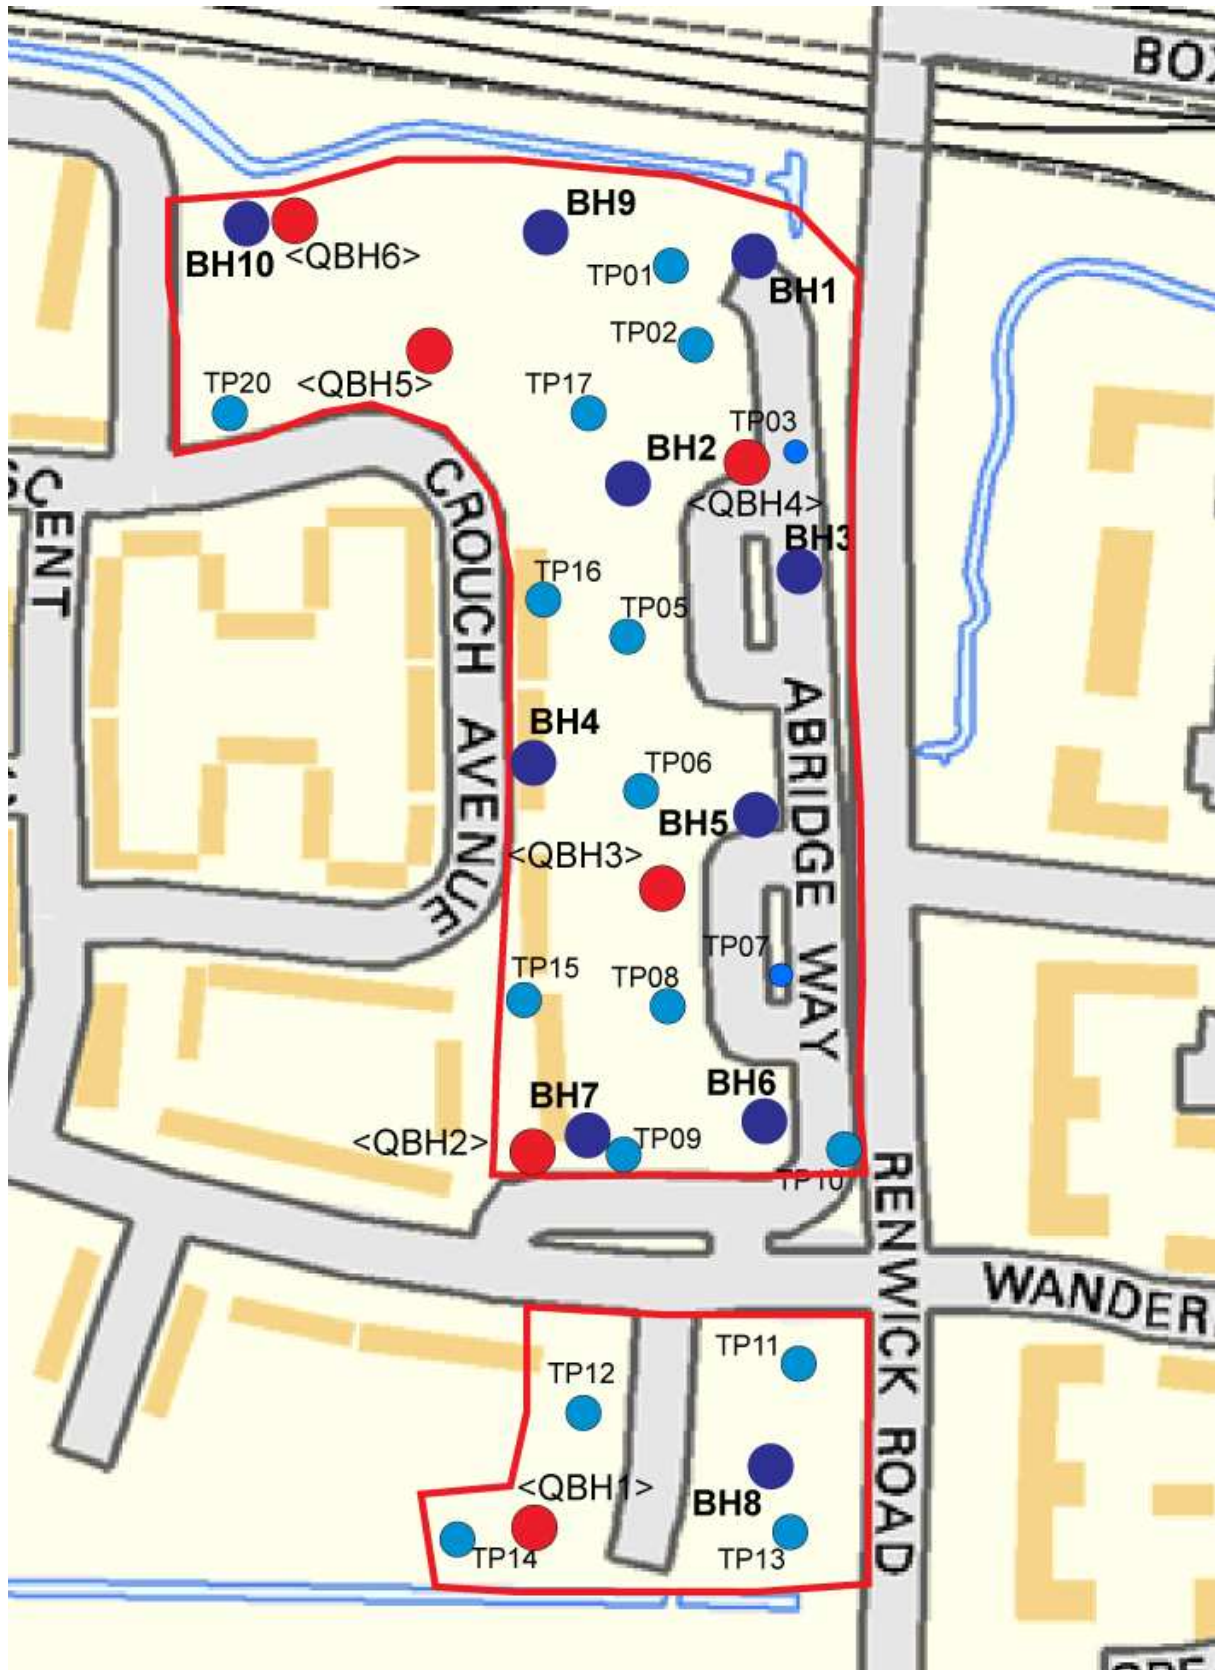 BOX
BH9
BH10
<QBH6>
TP01
BH1
TP02
TP20
<QBH5>
TP17
TP03
BH2
<QBH4>
BH3
CENT
CROUCH AVENUE
TP16
TP05
BH4
ABRIDGE WAY
TP06
BH5
<QBH3>
TP07
TP15
TP08
BH6
BH7
<QBH2>
TP09
TP10
RENWICK ROAD
WANDER
TP11
TP12
<QBH1>
BH8
TP14
TP13